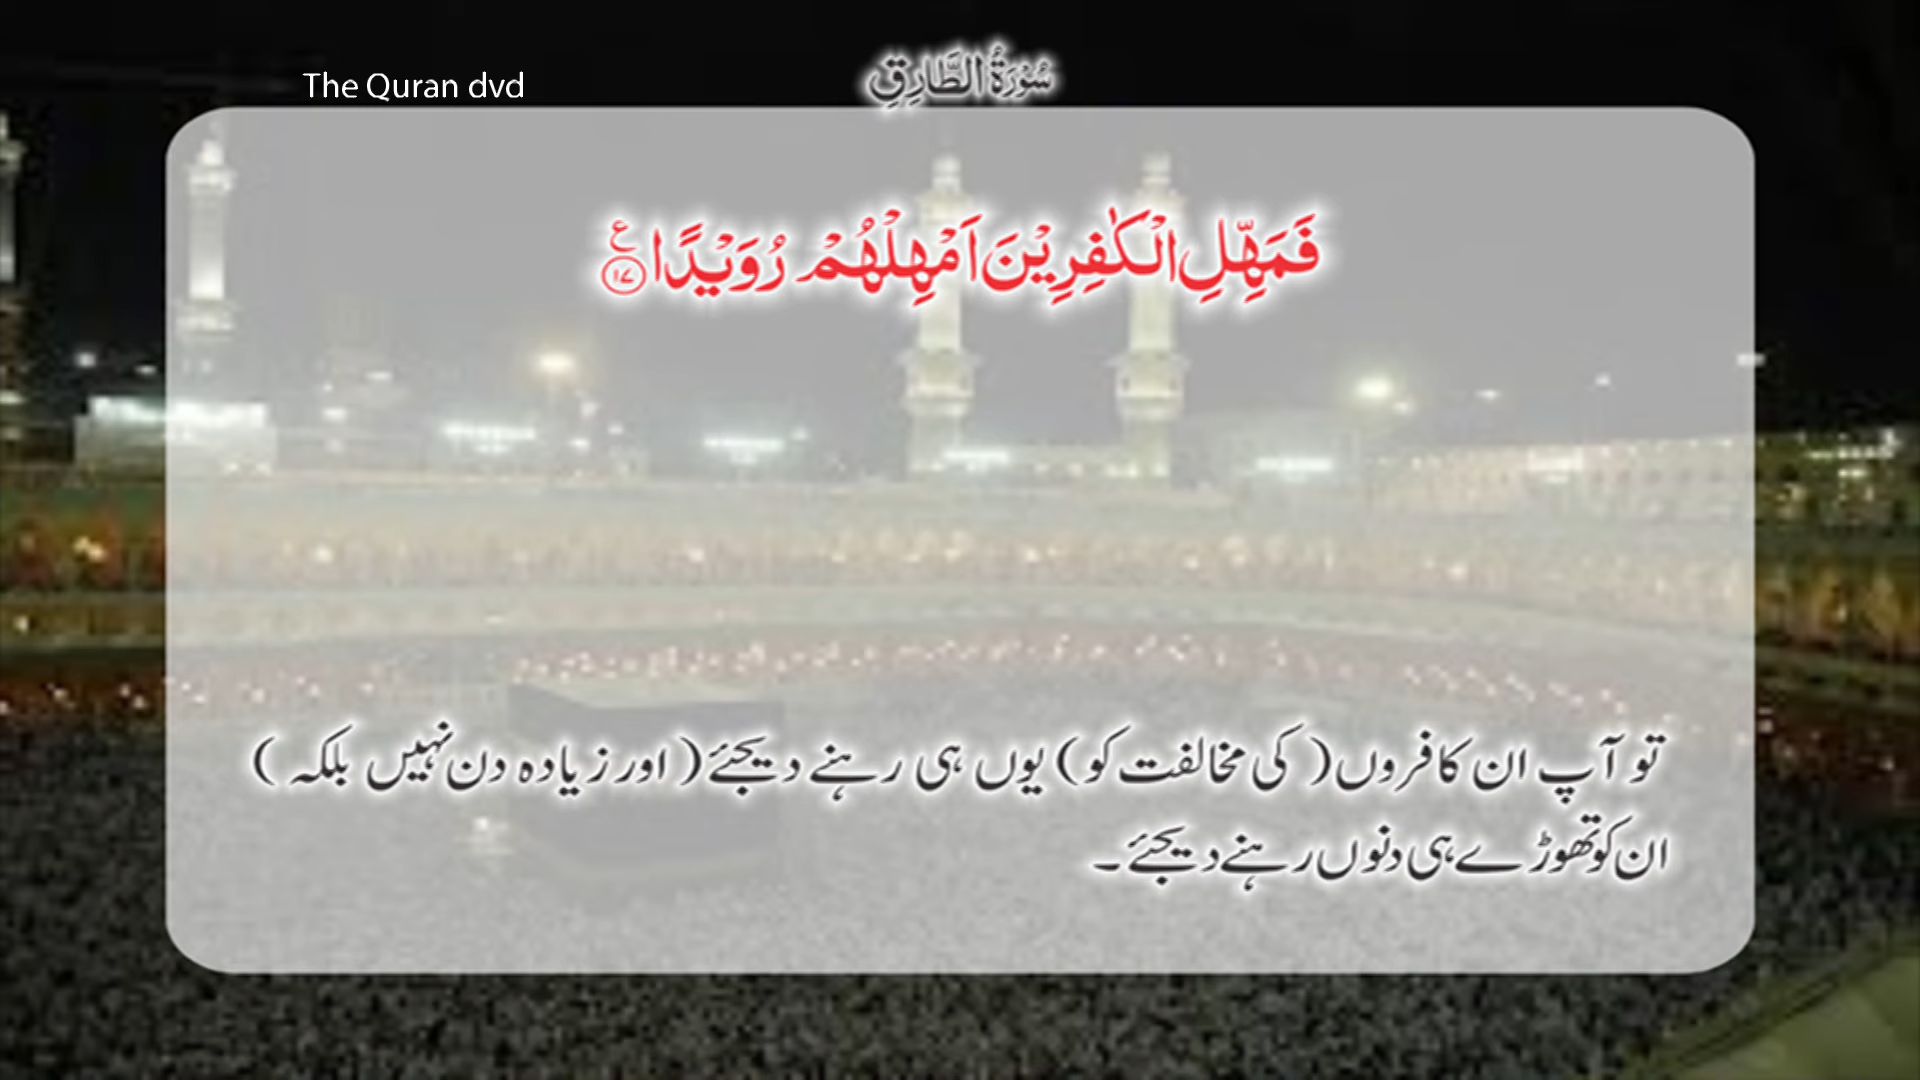 The Quran dvd
سُوْرَةُ الطَّارِقِ
فَمَهِّلِ الْكٰفِرِيْنَ اَمْهِلْهُمْ رُوَيْدًا ع ۝۱۷
تو آپ ان کافروں( کی مخالفت کو) یوں ہی رہنے دیجئے( اور زیادہ دن نہیں بلکہ )
ان کو تھوڑے ہی دنوں رہنے دیجئے۔